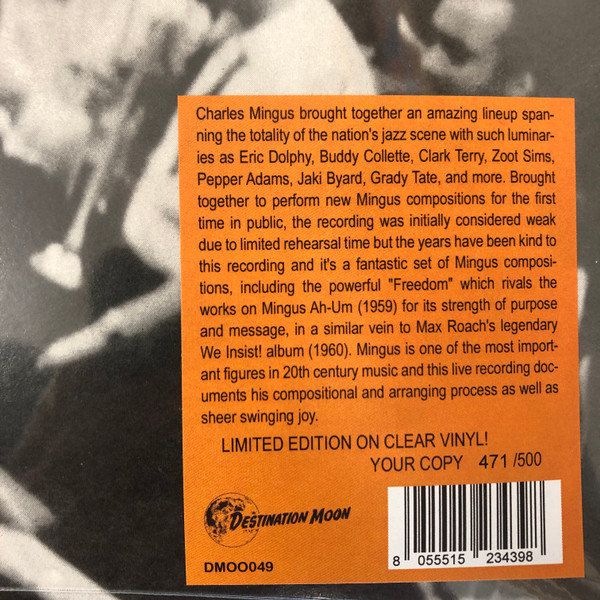 Charles Mingus brought together an amazing lineup span-
ning the totality of the nation's jazz scene with such luminar-
ies as Eric Dolphy, Buddy Collette, Clark Terry, Zoot Sims,
Pepper Adams, Jaki Byard, Grady Tate, and more. Brought
together to perform new Mingus compositions for the first
time in public, the recording was initially considered weak
due to limited rehearsal time but the years have been kind to
this recording and it's a fantastic set of Mingus composi-
tions, including the powerful "Freedom" which rivals the
works on Mingus Ah-Um (1959) for its strength of purpose
and message, in a similar vein to Max Roach's legendary
We Insist! album (1960). Mingus is one of the most import-
ant figures in 20th century music and this live recording doc-
uments his compositional and arranging process as well as
sheer swinging joy.
LIMITED EDITION ON CLEAR VINYL!
YOUR COPY 471 /500
DESTINATION MOON
DMOO049
8 055515 234398